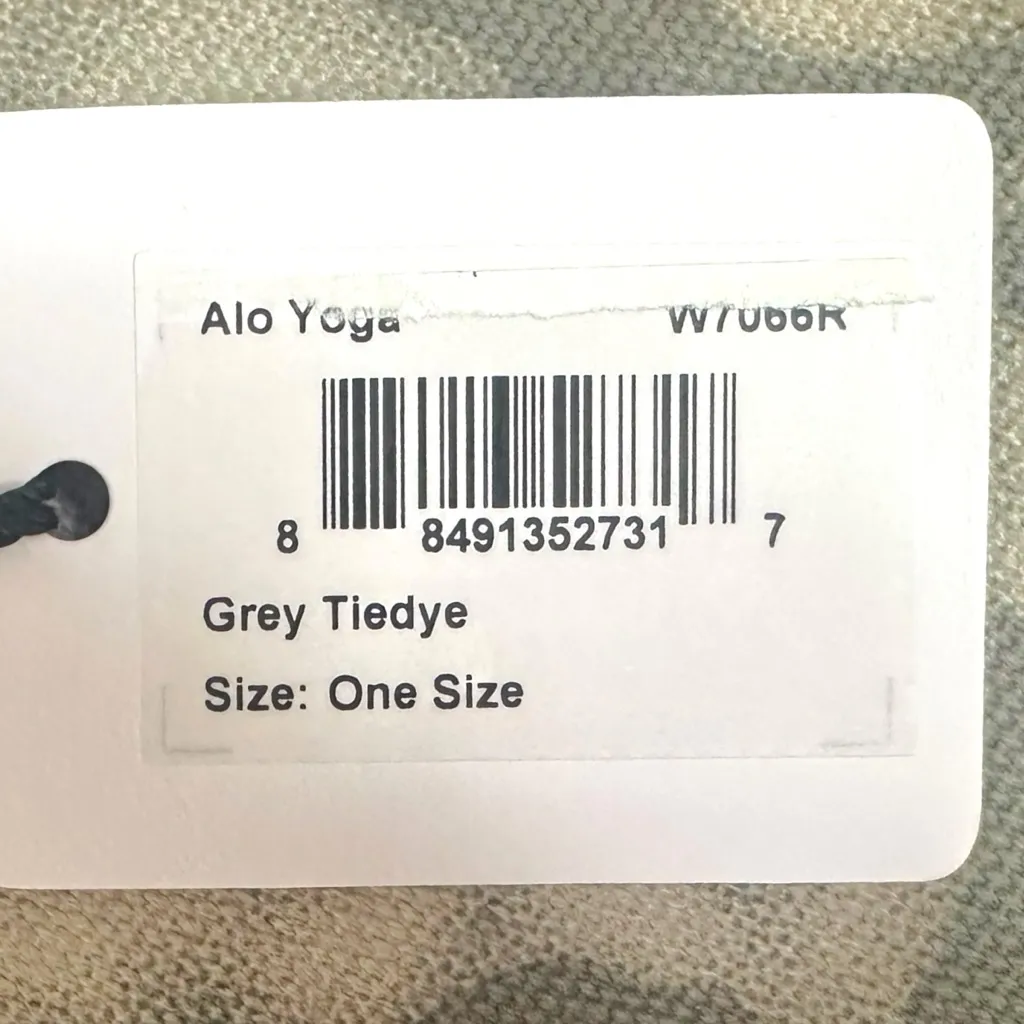 Alo Yoga W7066R
8 8491352731 7
Grey Tiedye
Size: One Size